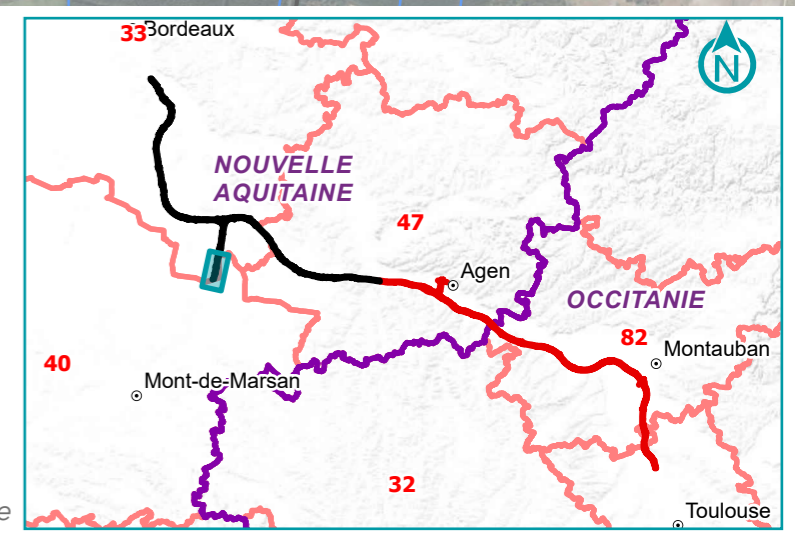 33 Bordeaux
N
NOUVELLE
AQUITAINE
47
Agen
OCCITANIE
82
Montauban
40
Mont-de-Marsan
32
Toulouse
e